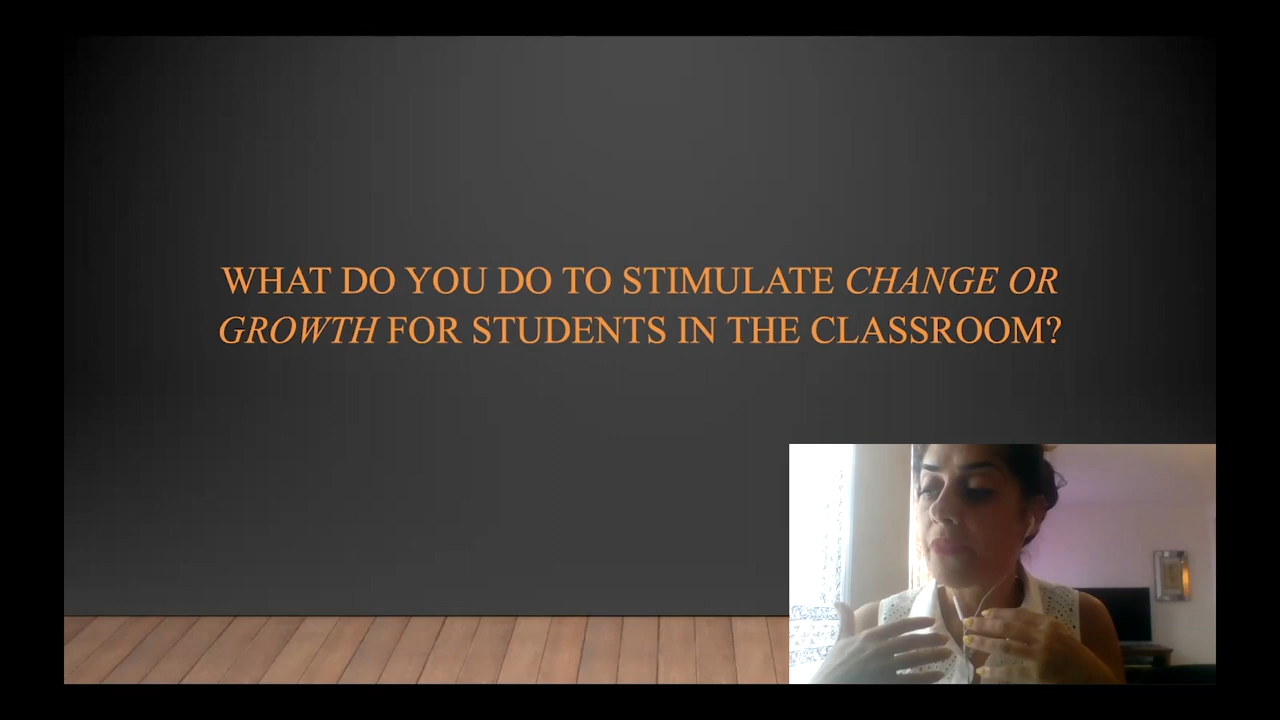 WHAT DO YOU DO TO STIMULATE CHANGE OR
GROWTH FOR STUDENTS IN THE CLASSROOM?